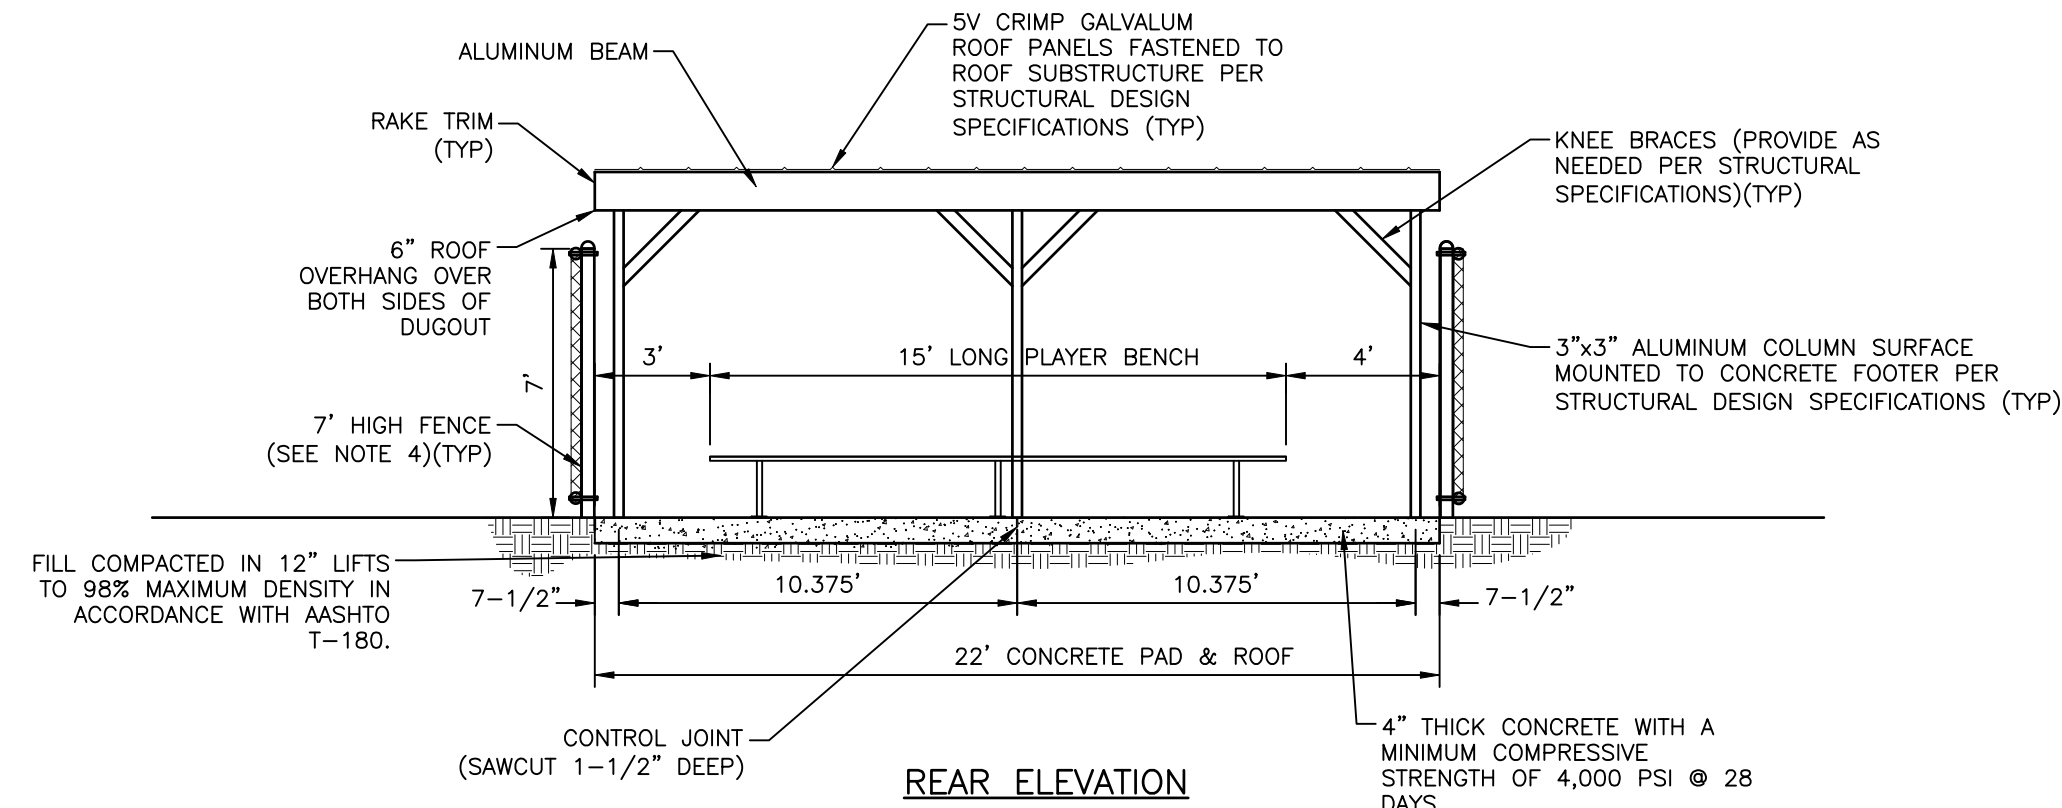 5V CRIMP GALVALUM
ROOF PANELS FASTENED TO
ROOF SUBSTRUCTURE PER
STRUCTURAL DESIGN
SPECIFICATIONS (TYP)
ALUMINUM BEAM
RAKE TRIM
(TYP)
KNEE BRACES (PROVIDE AS
NEEDED PER STRUCTURAL
SPECIFICATIONS)(TYP)
6” ROOF
OVERHANG OVER
BOTH SIDES OF
DUGOUT
3’
15’ LONG PLAYER BENCH
4’
7’
3”x3” ALUMINUM COLUMN SURFACE
MOUNTED TO CONCRETE FOOTER PER
STRUCTURAL DESIGN SPECIFICATIONS (TYP)
7’ HIGH FENCE
(SEE NOTE 4)(TYP)
FILL COMPACTED IN 12” LIFTS
TO 98% MAXIMUM DENSITY IN
ACCORDANCE WITH AASHTO
T-180.
7-1/2”
10.375’
10.375’
7-1/2”
22’ CONCRETE PAD & ROOF
CONTROL JOINT
(SAWCUT 1-1/2” DEEP)
4” THICK CONCRETE WITH A
MINIMUM COMPRESSIVE
STRENGTH OF 4,000 PSI @ 28
DAYS
REAR ELEVATION